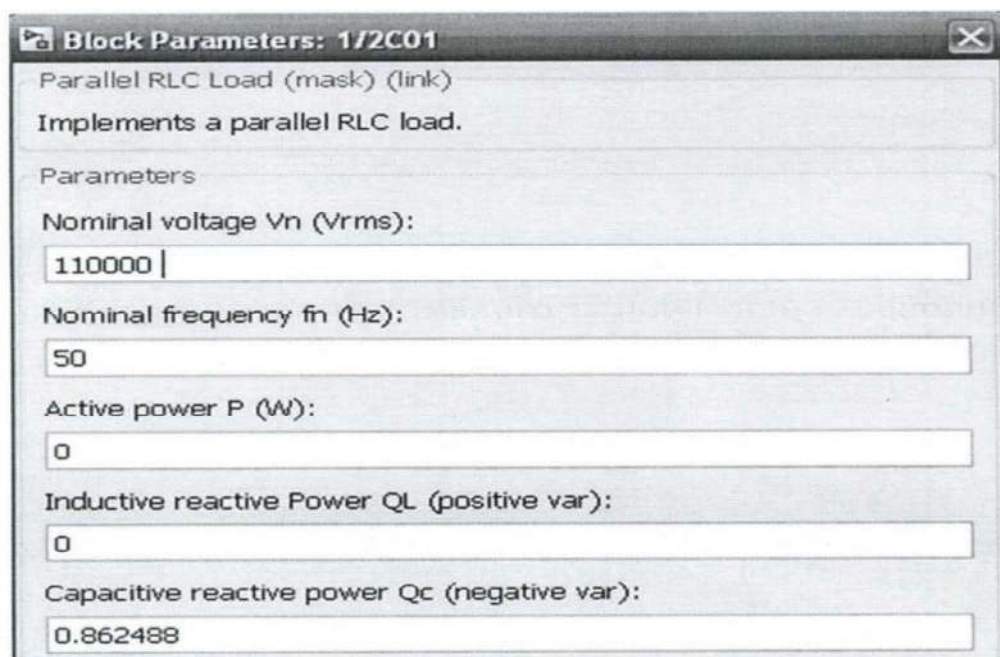 Block Parameters: 1/2C01
Parallel RLC Load (mask) (link)
Implements a parallel RLC load.
Parameters
Nominal voltage Vn (Vrms):
110000
Nominal frequency fn (Hz):
50
Active power P (W):
0
Inductive reactive Power QL (positive var):
0
Capacitive reactive power Qc (negative var):
0.862488